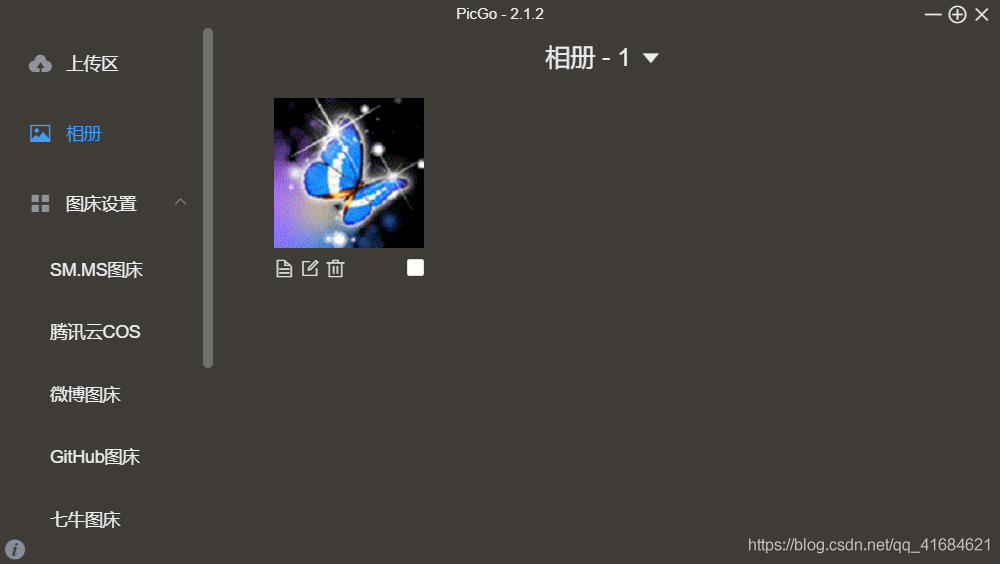 PicGo - 2.1.2
上传区
相册
图床设置
SM.MS图床
腾讯云COS
微博图床
GitHub图床
七牛图床
相册 - 1
https://blog.csdn.net/qq_41684621